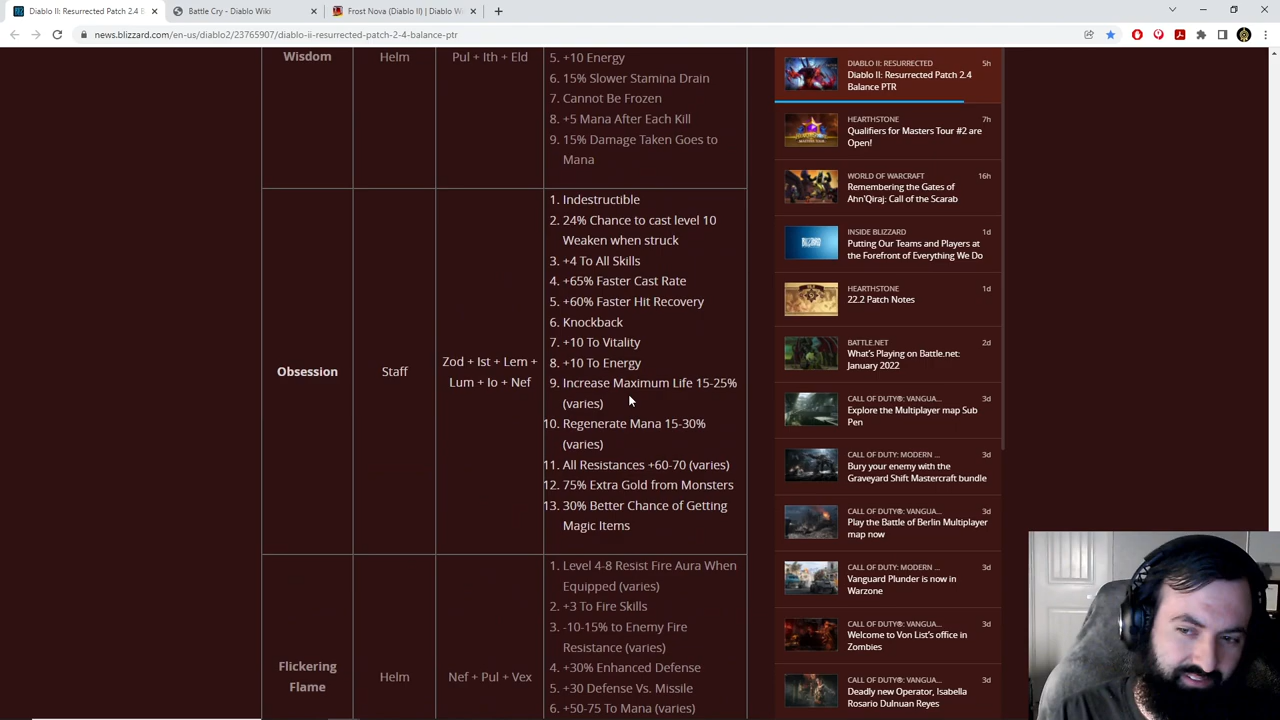 Diablo II: Resurrected Patch 2.4 B
Battle Cry - Diablo Wiki
Frost Nova (Diablo II) | Diablo W
news.blizzard.com/en-us/diablo2/23765907/diablo-ii-resurrected-patch-2-4-balance-ptr
Wisdom
Helm
Pul + Ith + Eld
5. +10 Energy
6. 15% Slower Stamina Drain
7. Cannot Be Frozen
8. +5 Mana After Each Kill
9. 15% Damage Taken Goes to
Mana
Obsession
Staff
Zod + Ist + Lem +
Lum + Io + Nef
1. Indestructible
2. 24% Chance to cast level 10
Weaken when struck
3. +4 To All Skills
4. +65% Faster Cast Rate
5. +60% Faster Hit Recovery
6. Knockback
7. +10 To Vitality
8. +10 To Energy
9. Increase Maximum Life 15-25%
(varies)
10. Regenerate Mana 15-30%
(varies)
11. All Resistances +60-70 (varies)
12. 75% Extra Gold from Monsters
13. 30% Better Chance of Getting
Magic Items
Flickering
Flame
Helm
Nef + Pul + Vex
1. Level 4-8 Resist Fire Aura When
Equipped (varies)
2. +3 To Fire Skills
3. -10-15% to Enemy Fire
Resistance (varies)
4. +30% Enhanced Defense
5. +30 Defense Vs. Missile
6. +50-75 To Mana (varies)
DIABLO II: RESURRECTED 5h
Diablo II: Resurrected Patch 2.4
Balance PTR
HEARTHSTONE 7h
Qualifiers for Masters Tour #2 are
Open!
WORLD OF WARCRAFT 16h
Remembering the Gates of
Ahn'Qiraj: Call of the Scarab
INSIDE BLIZZARD 1d
Putting Our Teams and Players at
the Forefront of Everything We Do
HEARTHSTONE 1d
22.2 Patch Notes
BATTLE.NET 2d
What's Playing on Battle.net:
January 2022
CALL OF DUTY®: VANGUA... 3d
Explore the Multiplayer map Sub
Pen
CALL OF DUTY: MODERN ... 3d
Bury your enemy with the
Graveyard Shift Mastercraft bundle
CALL OF DUTY®: VANGUA... 3d
Play the Battle of Berlin Multiplayer
map now
CALL OF DUTY: MODERN ... 3d
Vanguard Plunder is now in
Warzone
CALL OF DUTY®: VANGUA... 3d
Welcome to Von List's office in
Zombies
CALL OF DUTY®: VANGUA... 3d
Deadly new Operator, Isabella
Rosario Dulnuan Reyes